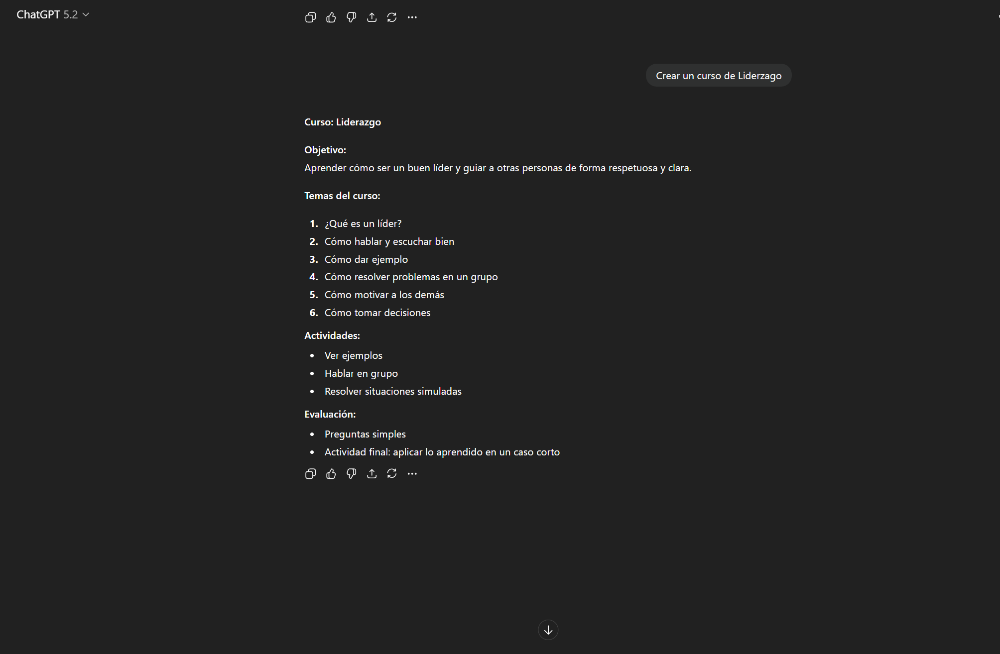 ChatGPT 5.2
Crear un curso de Liderzago
Curso: Liderazgo
Objetivo:
Aprender cómo ser un buen líder y guiar a otras personas de forma respetuosa y clara.
Temas del curso:
1. ¿Qué es un líder?
2. Cómo hablar y escuchar bien
3. Cómo dar ejemplo
4. Cómo resolver problemas en un grupo
5. Cómo motivar a los demás
6. Cómo tomar decisiones
Actividades:
• Ver ejemplos
• Hablar en grupo
• Resolver situaciones simuladas
Evaluación:
• Preguntas simples
• Actividad final: aplicar lo aprendido en un caso corto